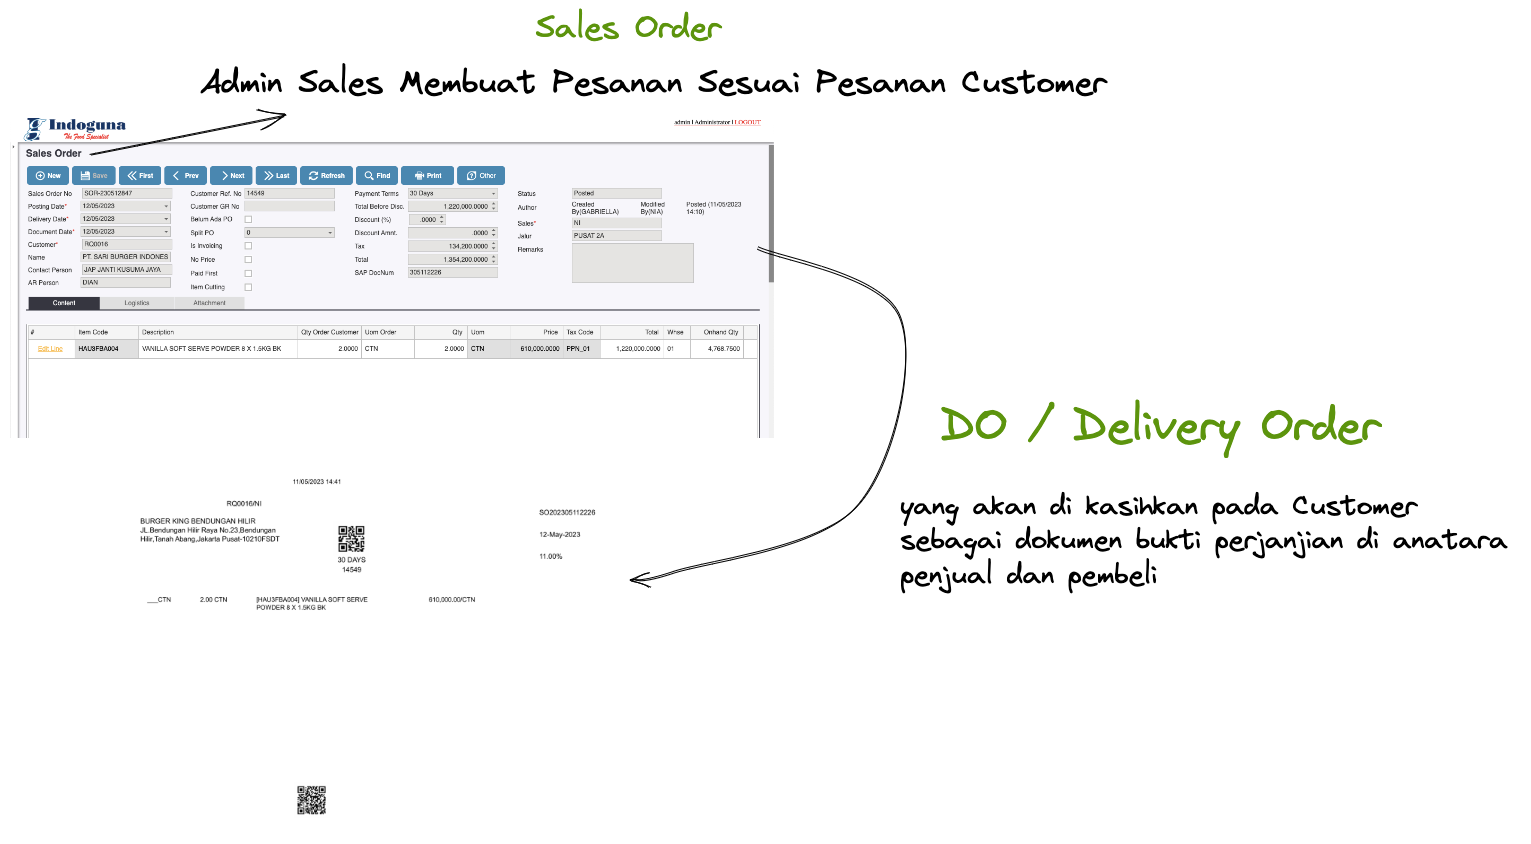 Sales Order
Admin Sales Membuat Pesanan Sesuai Pesanan Customer
Indoguna
The Food Specialist
admin | Administrator | LOGOUT
Sales Order
New Save First Prev Next Last Refresh Find Print Other
Sales Order No SOR-230512847 Customer Ref. No 14549 Payment Terms 30 Days Status Posted
Posting Date* 12/05/2023 Customer GR No Total Before Disc. 1,220,000.0000 Author Created By(GABRIELLA) Modified By(NIA) Posted (11/05/2023 14:10)
Delivery Date* 12/05/2023 Belum Ada PO Discount (%) .0000 Sales* NI
Document Date* 12/05/2023 Split PO 0 Discount Amnt. .0000 Jalur PUSAT 2A
Customer* RQ0016 Is Invoicing Tax 134,200.0000 Remarks
Name PT. SARI BURGER INDONES No Price Total 1,354,200.0000
Contact Person JAP JANTI KUSUMA JAYA Paid First SAP DocNum 305112226
AR Person DIAN Item Cutting
Content Logistics Attachment
# Item Code Description Qty Order Customer Uom Order Qty Uom Price Tax Code Total Whse Onhand Qty
Edit Line HAU3FBA004 VANILLA SOFT SERVE POWDER 8 X 1.5KG BK 2.0000 CTN 2.0000 CTN 610,000.0000 PPN_01 1,220,000.0000 01 4,768.7500
DO / Delivery Order
yang akan di kasihkan pada Customer
sebagai dokumen bukti perjanjian di anatara
penjual dan pembeli
11/05/2023 14:41
RQ0016/NI
BURGER KING BENDUNGAN HILIR
JL.Bendungan Hilir Raya No.23,Bendungan
Hilir,Tanah Abang,Jakarta Pusat-10210FSDT
30 DAYS
14549
SO202305112226
12-May-2023
11.00%
___CTN 2.00 CTN [HAU3FBA004] VANILLA SOFT SERVE 610,000.00/CTN
POWDER 8 X 1.5KG BK